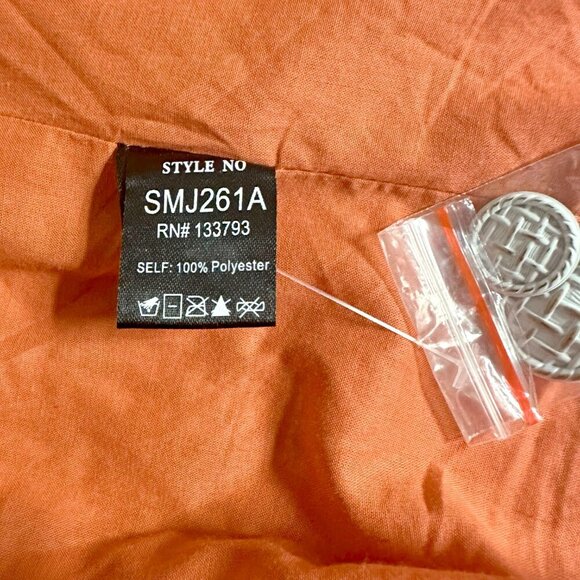 STYLE NO
SMJ261A
RN# 133793
SELF: 100% Polyester